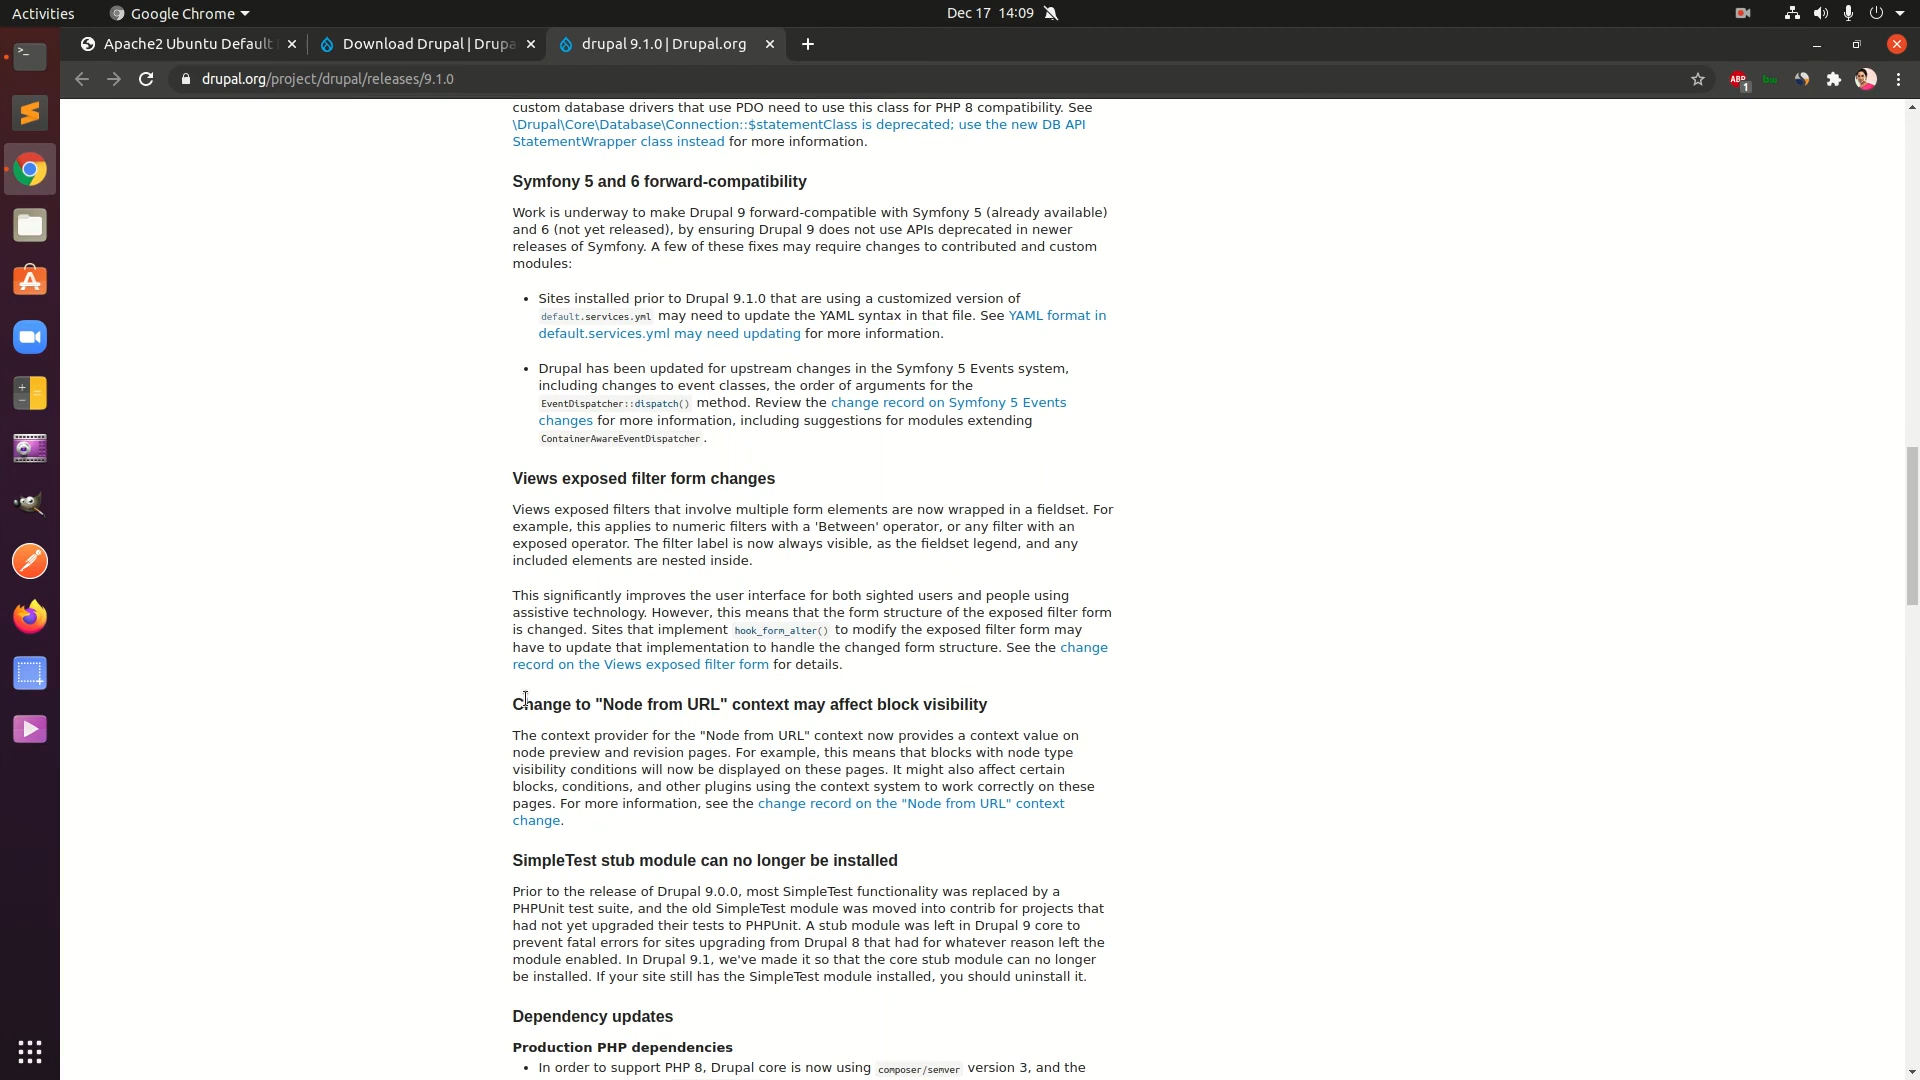 Activities
Google Chrome
Dec 17 14:09
Apache2 Ubuntu Default
Download Drupal | Drupa
drupal 9.1.0 | Drupal.org
drupal.org/project/drupal/releases/9.1.0
ABP
1
custom database drivers that use PDO need to use this class for PHP 8 compatibility. See
\Drupal\Core\Database\Connection::$statementClass is deprecated; use the new DB API
StatementWrapper class instead for more information.
Symfony 5 and 6 forward-compatibility
Work is underway to make Drupal 9 forward-compatible with Symfony 5 (already available)
and 6 (not yet released), by ensuring Drupal 9 does not use APIs deprecated in newer
releases of Symfony. A few of these fixes may require changes to contributed and custom
modules:
• Sites installed prior to Drupal 9.1.0 that are using a customized version of
default.services.yml may need to update the YAML syntax in that file. See YAML format in
default.services.yml may need updating for more information.
• Drupal has been updated for upstream changes in the Symfony 5 Events system,
including changes to event classes, the order of arguments for the
EventDispatcher::dispatch() method. Review the change record on Symfony 5 Events
changes for more information, including suggestions for modules extending
ContainerAwareEventDispatcher.
Views exposed filter form changes
Views exposed filters that involve multiple form elements are now wrapped in a fieldset. For
example, this applies to numeric filters with a 'Between' operator, or any filter with an
exposed operator. The filter label is now always visible, as the fieldset legend, and any
included elements are nested inside.
This significantly improves the user interface for both sighted users and people using
assistive technology. However, this means that the form structure of the exposed filter form
is changed. Sites that implement hook_form_alter() to modify the exposed filter form may
have to update that implementation to handle the changed form structure. See the change
record on the Views exposed filter form for details.
Change to "Node from URL" context may affect block visibility
The context provider for the "Node from URL" context now provides a context value on
node preview and revision pages. For example, this means that blocks with node type
visibility conditions will now be displayed on these pages. It might also affect certain
blocks, conditions, and other plugins using the context system to work correctly on these
pages. For more information, see the change record on the "Node from URL" context
change.
SimpleTest stub module can no longer be installed
Prior to the release of Drupal 9.0.0, most SimpleTest functionality was replaced by a
PHPUnit test suite, and the old SimpleTest module was moved into contrib for projects that
had not yet upgraded their tests to PHPUnit. A stub module was left in Drupal 9 core to
prevent fatal errors for sites upgrading from Drupal 8 that had for whatever reason left the
module enabled. In Drupal 9.1, we've made it so that the core stub module can no longer
be installed. If your site still has the SimpleTest module installed, you should uninstall it.
Dependency updates
Production PHP dependencies
• In order to support PHP 8, Drupal core is now using composer/semver version 3, and the